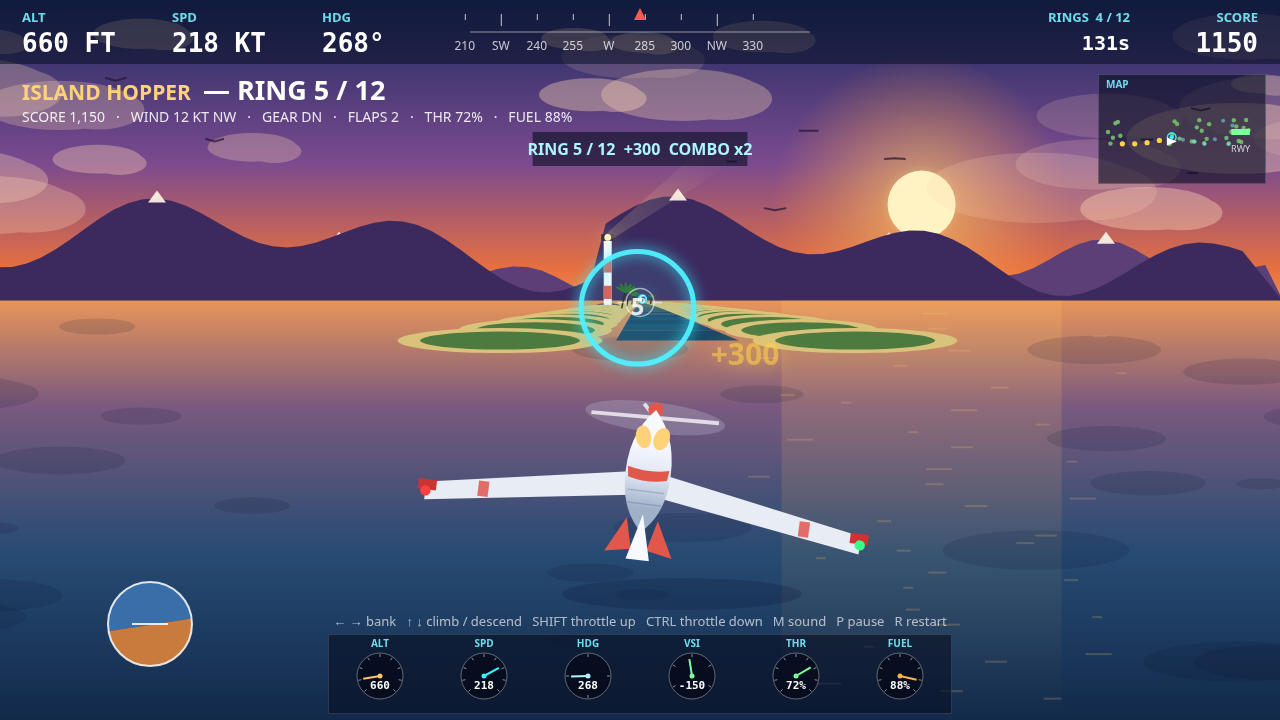 ALT SPD HDG RINGS 4 / 12 SCORE
660 FT 218 KT 268° 131s 1150
210 SW 240 255 W 285 300 NW 330
ISLAND HOPPER — RING 5 / 12
SCORE 1,150 · WIND 12 KT NW · GEAR DN · FLAPS 2 · THR 72% · FUEL 88%
MAP
RWY
RING 5 / 12 +300 COMBO x2
5
+300
← → bank ↑ ↓ climb / descend SHIFT throttle up CTRL throttle down M sound P pause R restart
ALT SPD HDG VSI THR FUEL
660 218 268 -150 72% 88%